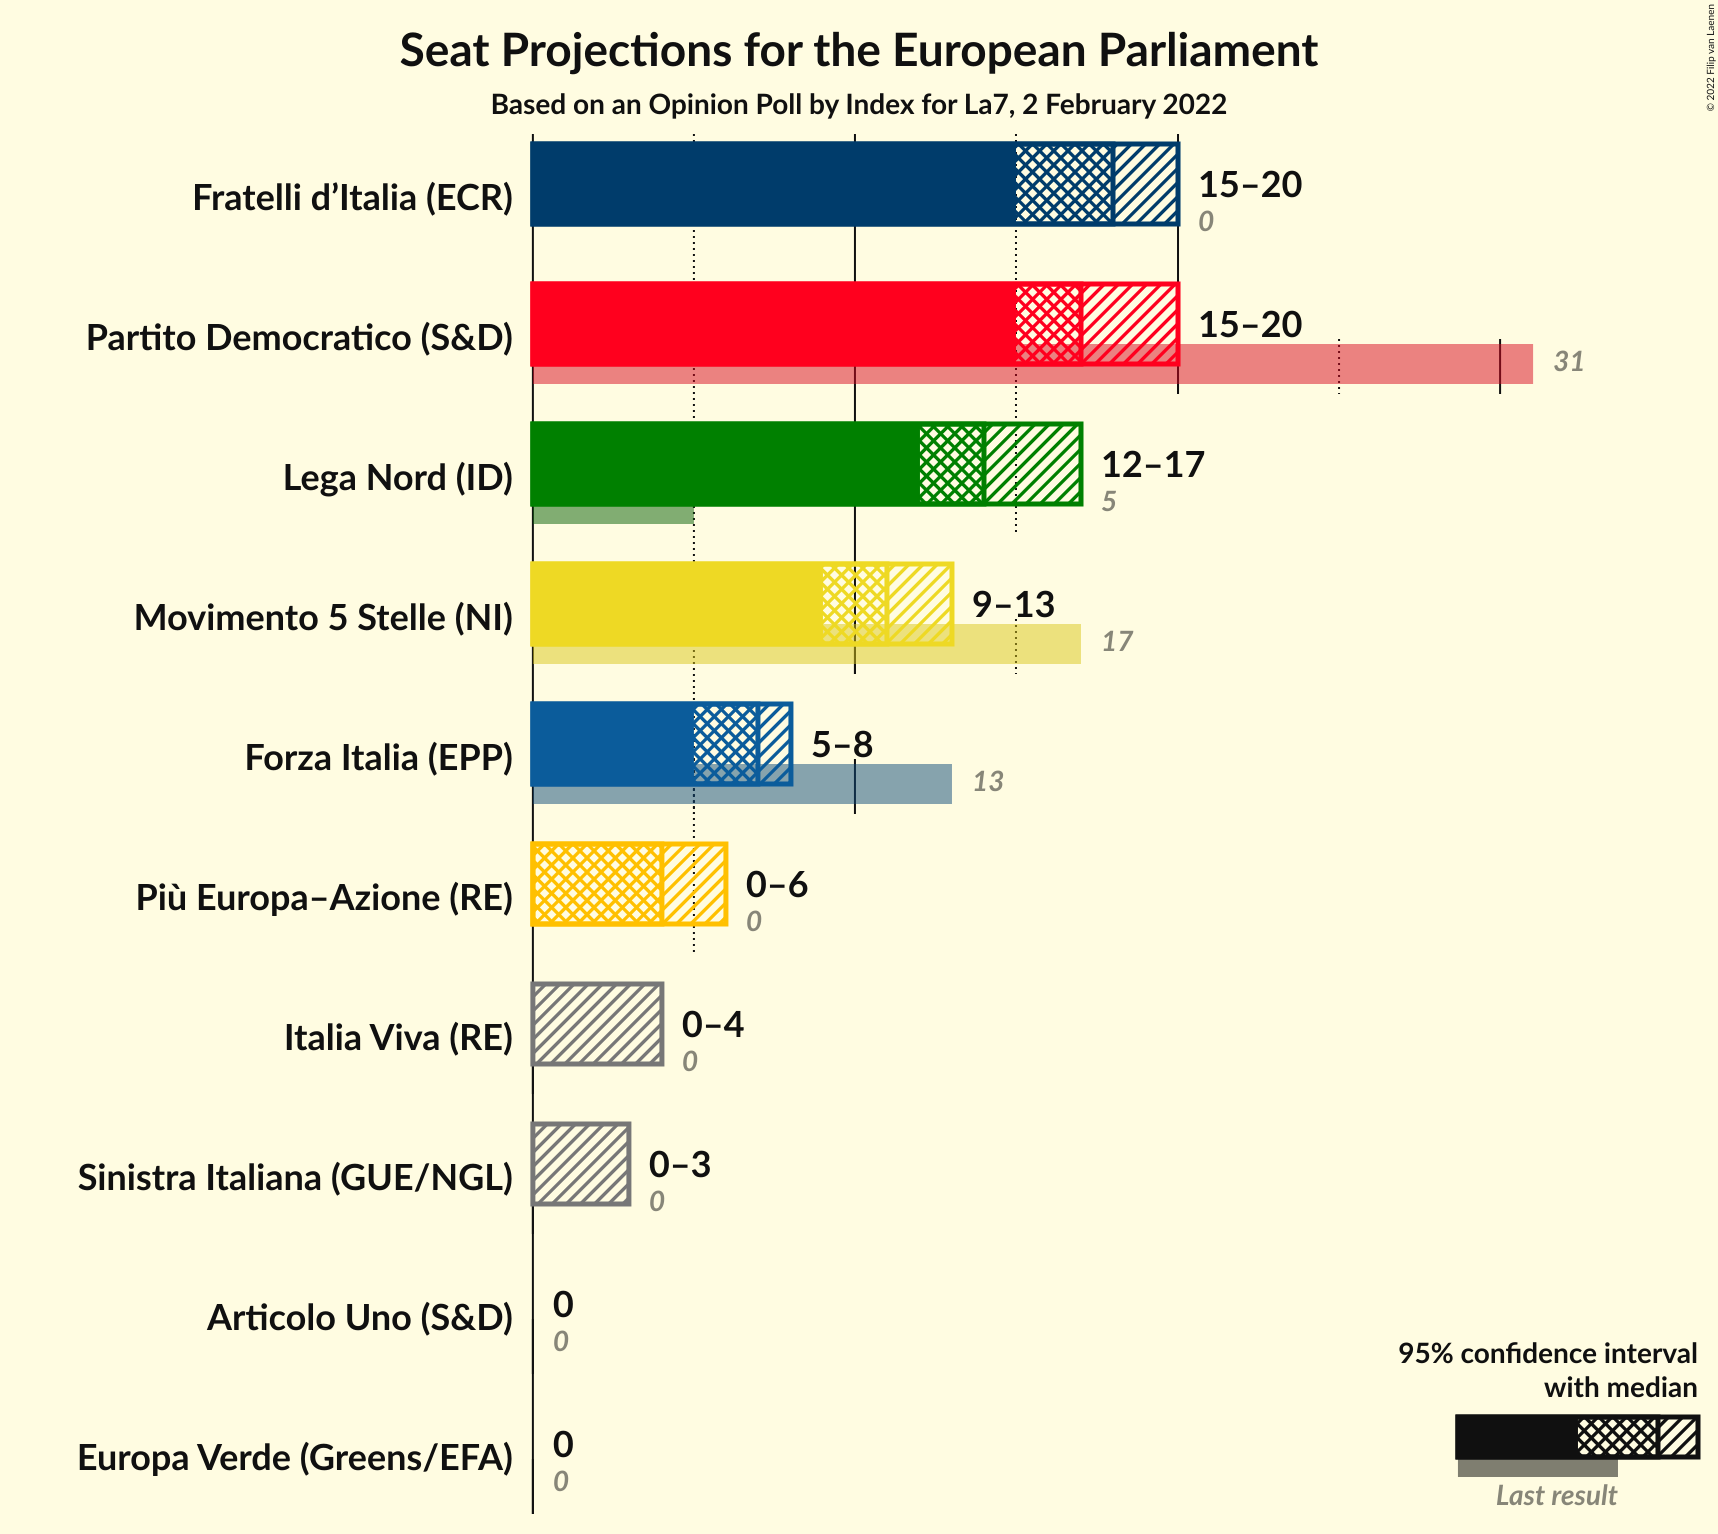 Seat Projections for the European Parliament
Based on an Opinion Poll by Index for La7, 2 February 2022
© 2022 Filip van Laenen
Fratelli d’Italia (ECR)
15–20
0
Partito Democratico (S&D)
15–20
31
Lega Nord (ID)
12–17
5
Movimento 5 Stelle (NI)
9–13
17
Forza Italia (EPP)
5–8
13
Più Europa–Azione (RE)
0–6
0
Italia Viva (RE)
0–4
0
Sinistra Italiana (GUE/NGL)
0–3
0
Articolo Uno (S&D)
0
0
Europa Verde (Greens/EFA)
0
0
95% confidence interval
with median
Last result